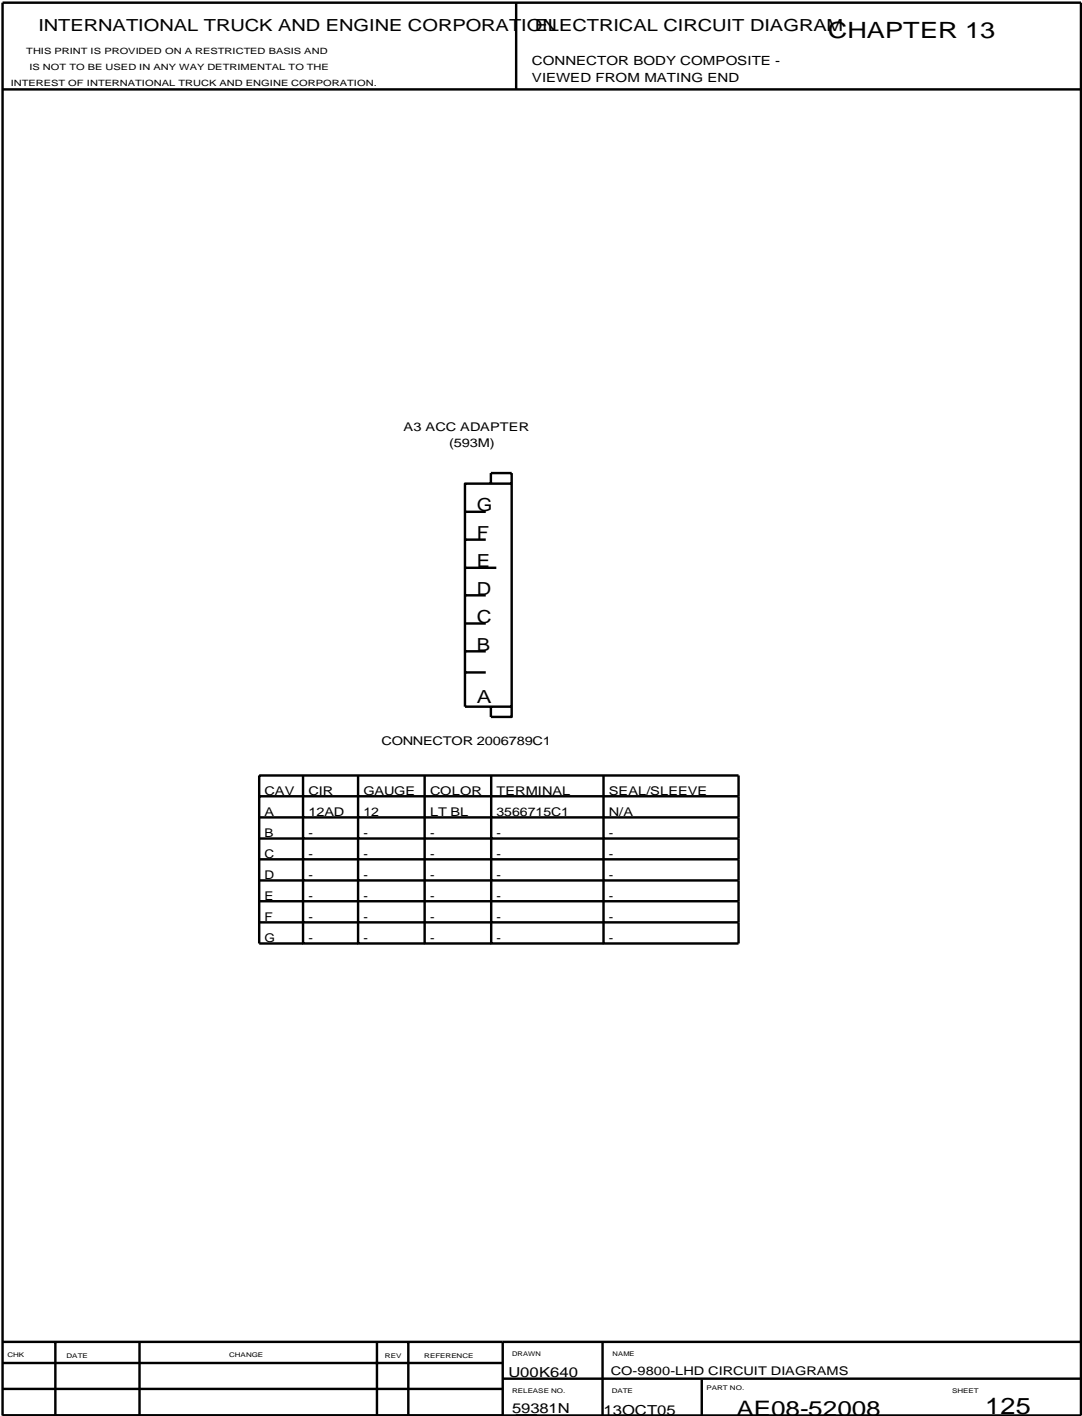 INTERNATIONAL TRUCK AND ENGINE CORPORATION
THIS PRINT IS PROVIDED ON A RESTRICTED BASIS AND
IS NOT TO BE USED IN ANY WAY DETRIMENTAL TO THE
INTEREST OF INTERNATIONAL TRUCK AND ENGINE CORPORATION.
ELECTRICAL CIRCUIT DIAGRAM
CHAPTER 13
CONNECTOR BODY COMPOSITE -
VIEWED FROM MATING END
A3 ACC ADAPTER
(593M)
G
F
E
D
C
B
A
CONNECTOR 2006789C1
CAV CIR GAUGE COLOR TERMINAL SEAL/SLEEVE
A 12AD 12 LT BL 3566715C1 N/A
B - - - - -
C - - - - -
D - - - - -
E - - - - -
F - - - - -
G - - - - -
CHK DATE CHANGE REV REFERENCE
DRAWN
U00K640
NAME
CO-9800-LHD CIRCUIT DIAGRAMS
RELEASE NO.
59381N
DATE
13OCT05
PART NO.
AE08-52008
SHEET
125